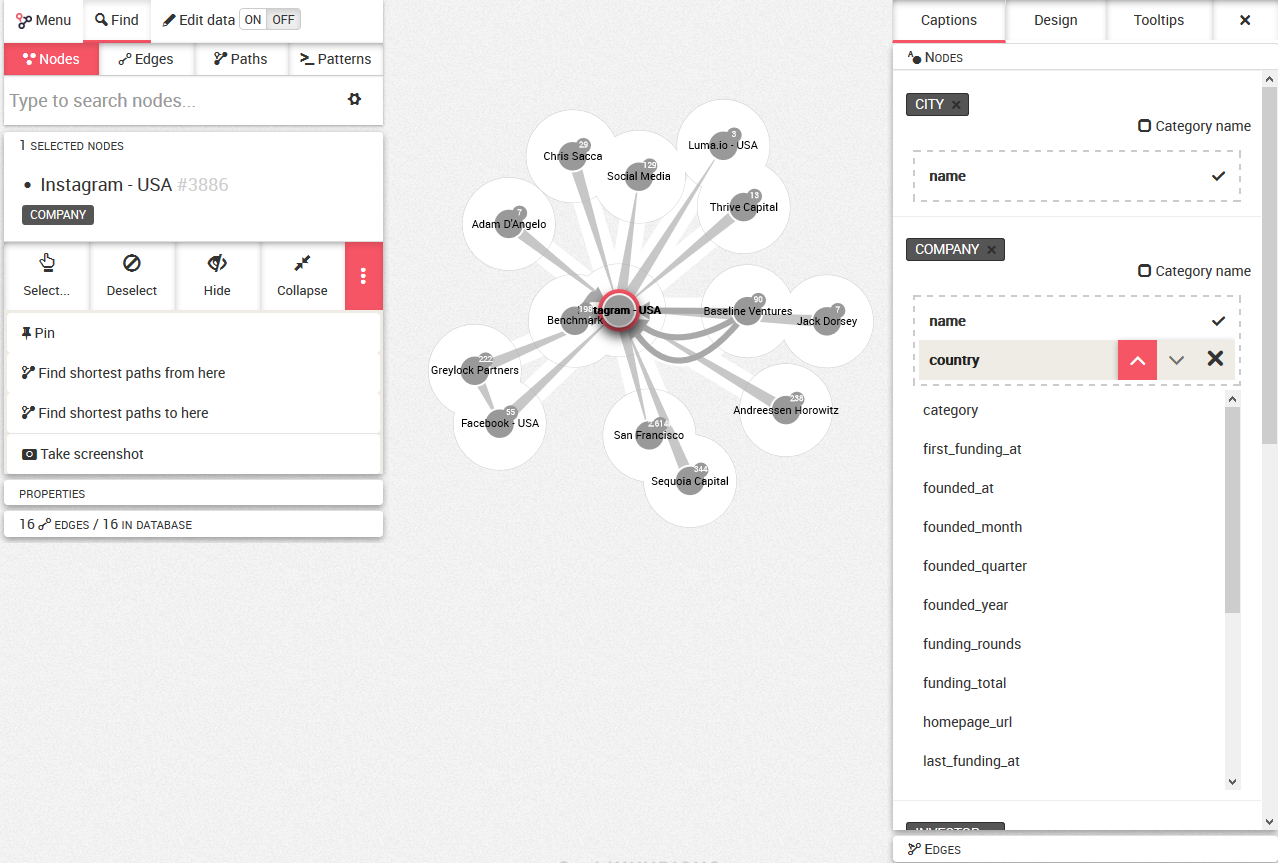 Menu
Find
Edit data ON OFF
Nodes
Edges
Paths
Patterns
Type to search nodes...
1 SELECTED NODES
• Instagram - USA #3886
COMPANY
Select...
Deselect
Hide
Collapse
Pin
Find shortest paths from here
Find shortest paths to here
Take screenshot
PROPERTIES
16 EDGES / 16 IN DATABASE
3
Luma.io - USA
29
Chris Sacca
129
Social Media
13
Thrive Capital
7
Adam D'Angelo
90
Baseline Ventures
7
Jack Dorsey
tagram - USA
Benchmark
222
Greylock Partners
238
Andreessen Horowitz
55
Facebook - USA
2,614
San Francisco
344
Sequoia Capital
Captions
Design
Tooltips
NODES
CITY
Category name
name
COMPANY
Category name
name
country
category
first_funding_at
founded_at
founded_month
founded_quarter
founded_year
funding_rounds
funding_total
homepage_url
last_funding_at
INVESTOR
EDGES